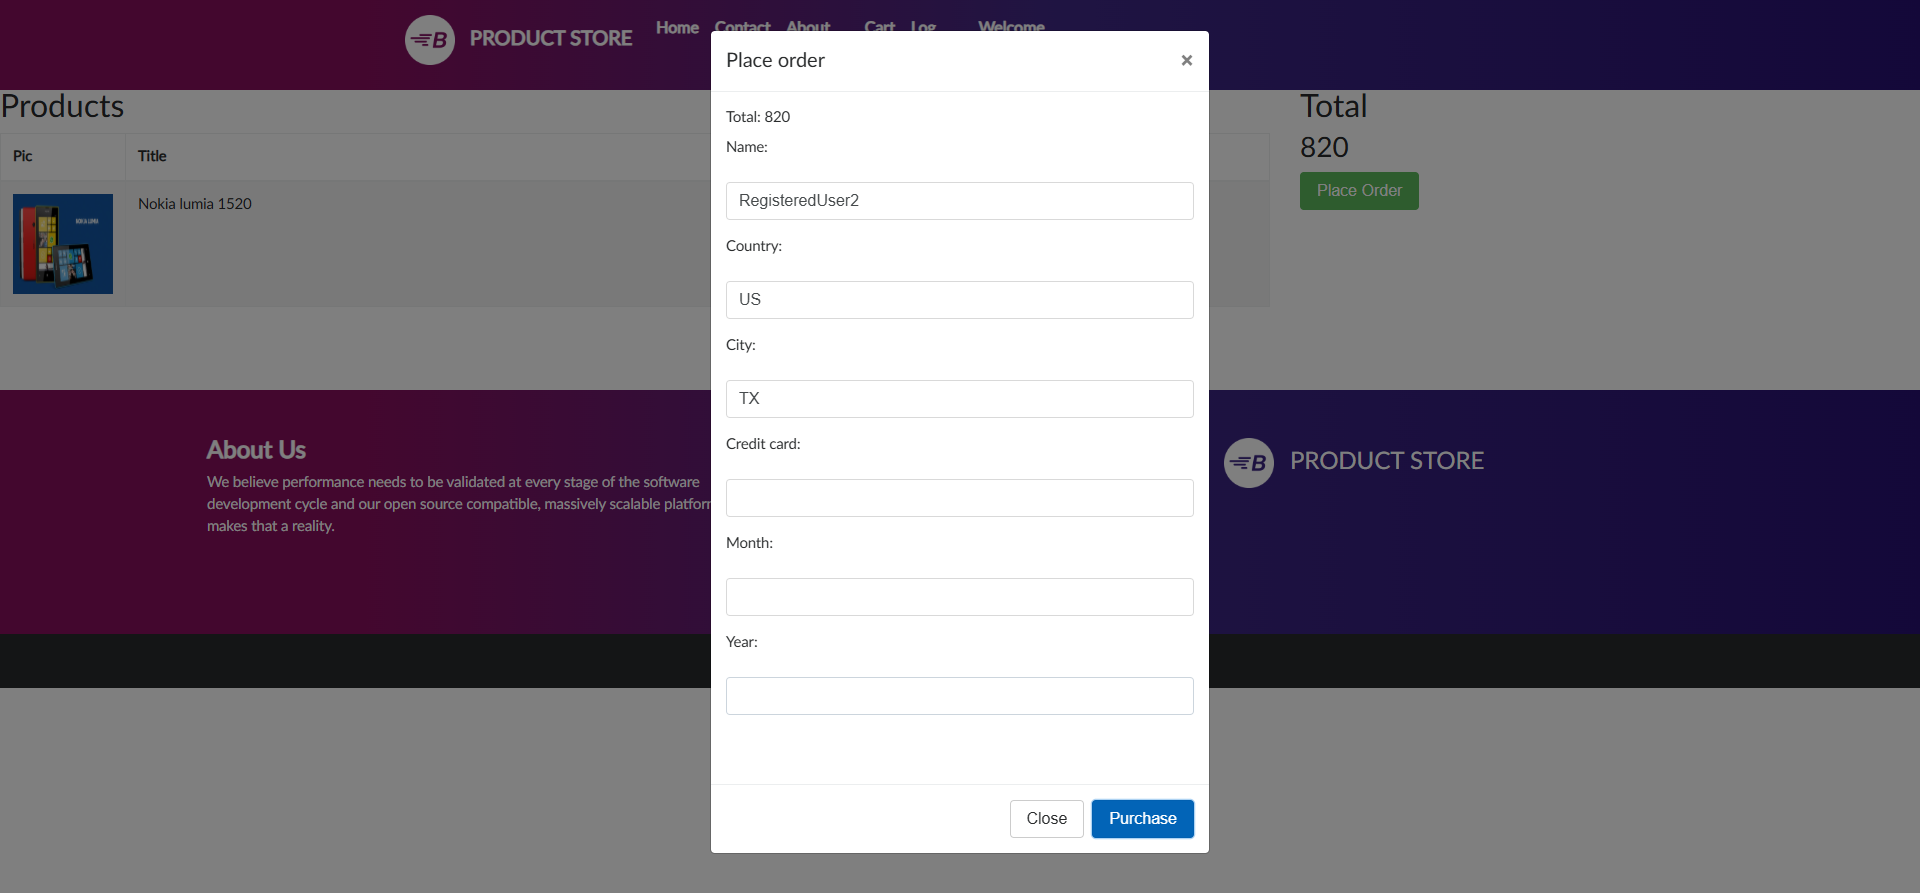 B PRODUCT STORE Home Contact About Cart Log Welcome
Place order ×
Total: 820
Name:
RegisteredUser2
Country:
US
City:
TX
Credit card:
Month:
Year:
Close Purchase
Products
Pic Title
NOKIA LUMIA
Nokia lumia 1520
Total
820
Place Order
About Us
We believe performance needs to be validated at every stage of the software
development cycle and our open source compatible, massively scalable platfor
makes that a reality.
B PRODUCT STORE